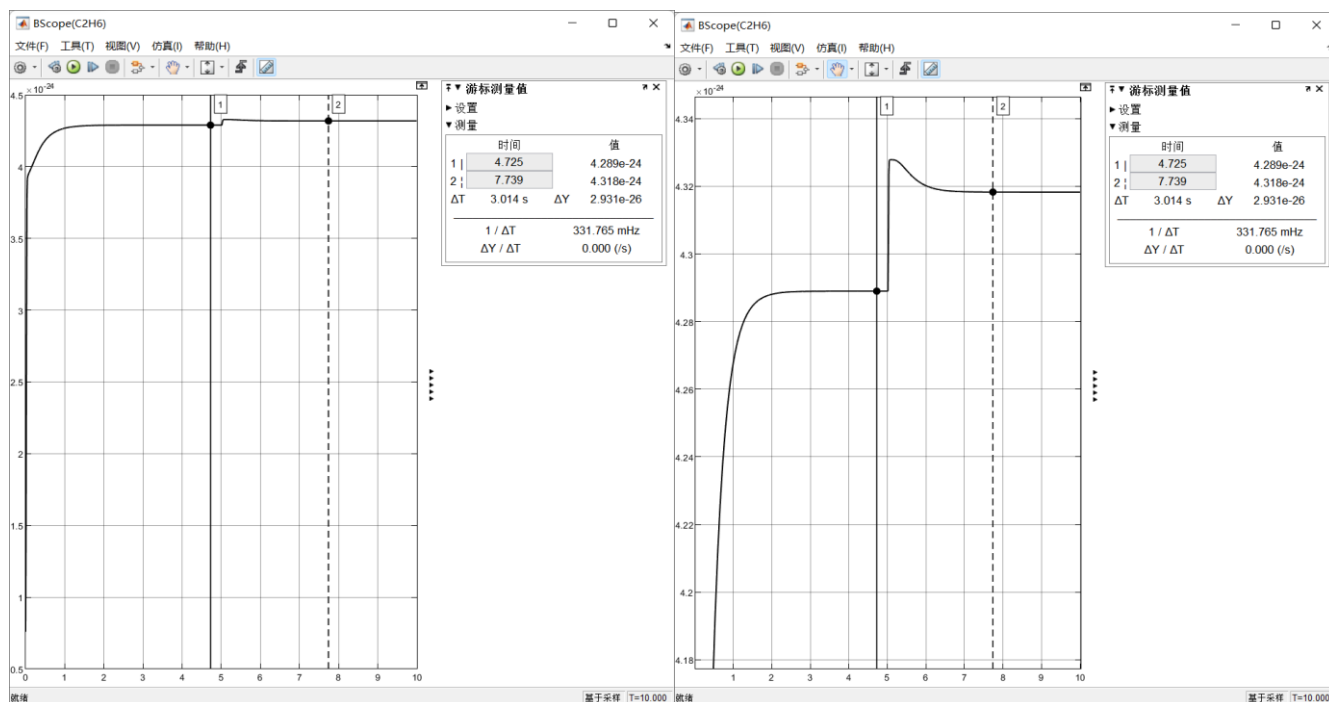 BScope(C2H6)
文件(F) 工具(T) 视图(V) 仿真(I) 帮助(H)
×10-24
4.5
4
3.5
3
2.5
2
1.5
1
0.5
0 1 2 3 4 5 6 7 8 9 10
1
2
游标测量值
设置
测量
时间 值
1 4.725 4.289e-24
2 7.739 4.318e-24
ΔT 3.014 s ΔY 2.931e-26
1 / ΔT 331.765 mHz
ΔY / ΔT 0.000 (/s)
就绪
基于采样 T=10.000
BScope(C2H6)
文件(F) 工具(T) 视图(V) 仿真(I) 帮助(H)
×10-24
4.34
4.32
4.3
4.28
4.26
4.24
4.22
4.2
4.18
1 2 3 4 5 6 7 8 9 10
1
2
游标测量值
设置
测量
时间 值
1 4.725 4.289e-24
2 7.739 4.318e-24
ΔT 3.014 s ΔY 2.931e-26
1 / ΔT 331.765 mHz
ΔY / ΔT 0.000 (/s)
就绪
基于采样 T=10.000